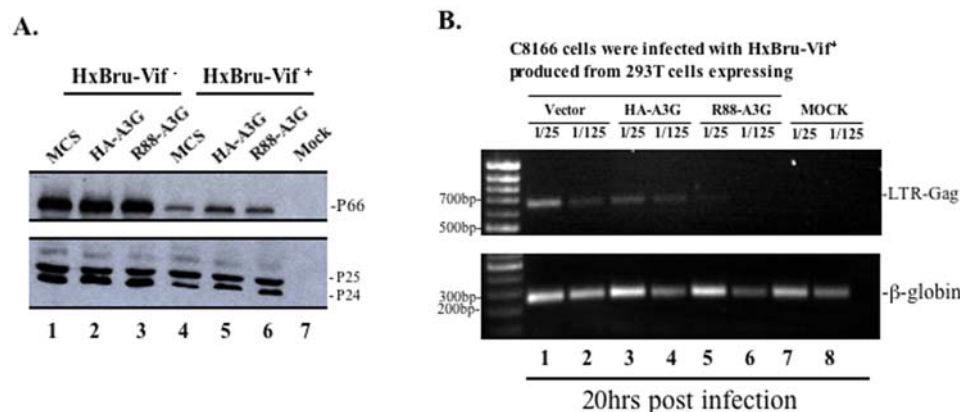 A.
HxBru-Vif - HxBru-Vif +
MCS HA-A3G R88-A3G MCS HA-A3G R88-A3G Mock
-P66
- P25
- P24
1 2 3 4 5 6 7
B.
C8166 cells were infected with HxBru-Vif+
produced from 293T cells expressing
Vector HA-A3G R88-A3G MOCK
1/25 1/125 1/25 1/125 1/25 1/125 1/25 1/125
700bp-
-LTR-Gag
500bp-
300bp-
-β-globin
200bp-
1 2 3 4 5 6 7 8
20hrs post infection